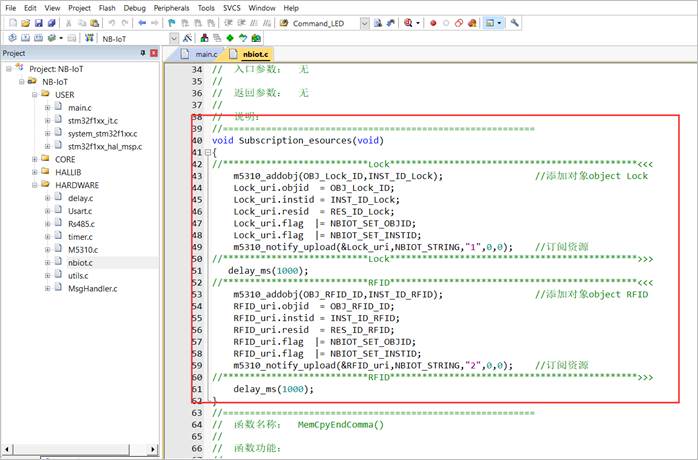 File Edit View Project Flash Debug Peripherals Tools SVCS Window Help
Command_LED
NB-IoT
Project
main.c
nbiot.c
Project: NB-IoT
NB-IoT
USER
main.c
stm32f1xx_it.c
system_stm32f1xx.c
stm32f1xx_hal_msp.c
CORE
HALLIB
HARDWARE
delay.c
Usart.c
Rs485.c
timer.c
M5310.c
nbiot.c
utils.c
MsgHandler.c
34 // 入口参数： 无
35 //
36 // 返回参数： 无
37 //
38 // 说明：
39 //=====================================================
40 void Subscription_esources(void)
41 {
42 //*************************Lock******************************************<<<
43 m5310_addobj(OBJ_Lock_ID,INST_ID_Lock); //添加对象object Lock
44 Lock_uri.objid = OBJ_Lock_ID;
45 Lock_uri.instid = INST_ID_Lock;
46 Lock_uri.resid = RES_ID_Lock;
47 Lock_uri.flag |= NBIOT_SET_OBJID;
48 Lock_uri.flag |= NBIOT_SET_INSTID;
49 m5310_notify_upload(&Lock_uri,NBIOT_STRING,"1",0,0); //订阅资源
50 //*************************Lock******************************************>>>
51 delay_ms(1000);
52 //*************************RFID******************************************<<<
53 m5310_addobj(OBJ_RFID_ID,INST_ID_RFID); //添加对象object RFID
54 RFID_uri.objid = OBJ_RFID_ID;
55 RFID_uri.instid = INST_ID_RFID;
56 RFID_uri.resid = RES_ID_RFID;
57 RFID_uri.flag |= NBIOT_SET_OBJID;
58 RFID_uri.flag |= NBIOT_SET_INSTID;
59 m5310_notify_upload(&RFID_uri,NBIOT_STRING,"2",0,0); //订阅资源
60 //*************************RFID******************************************>>>
61 delay_ms(1000);
62 }
63 //=====================================================
64 // 函数名称： MemCpyEndComma()
65 //
66 // 函数功能：